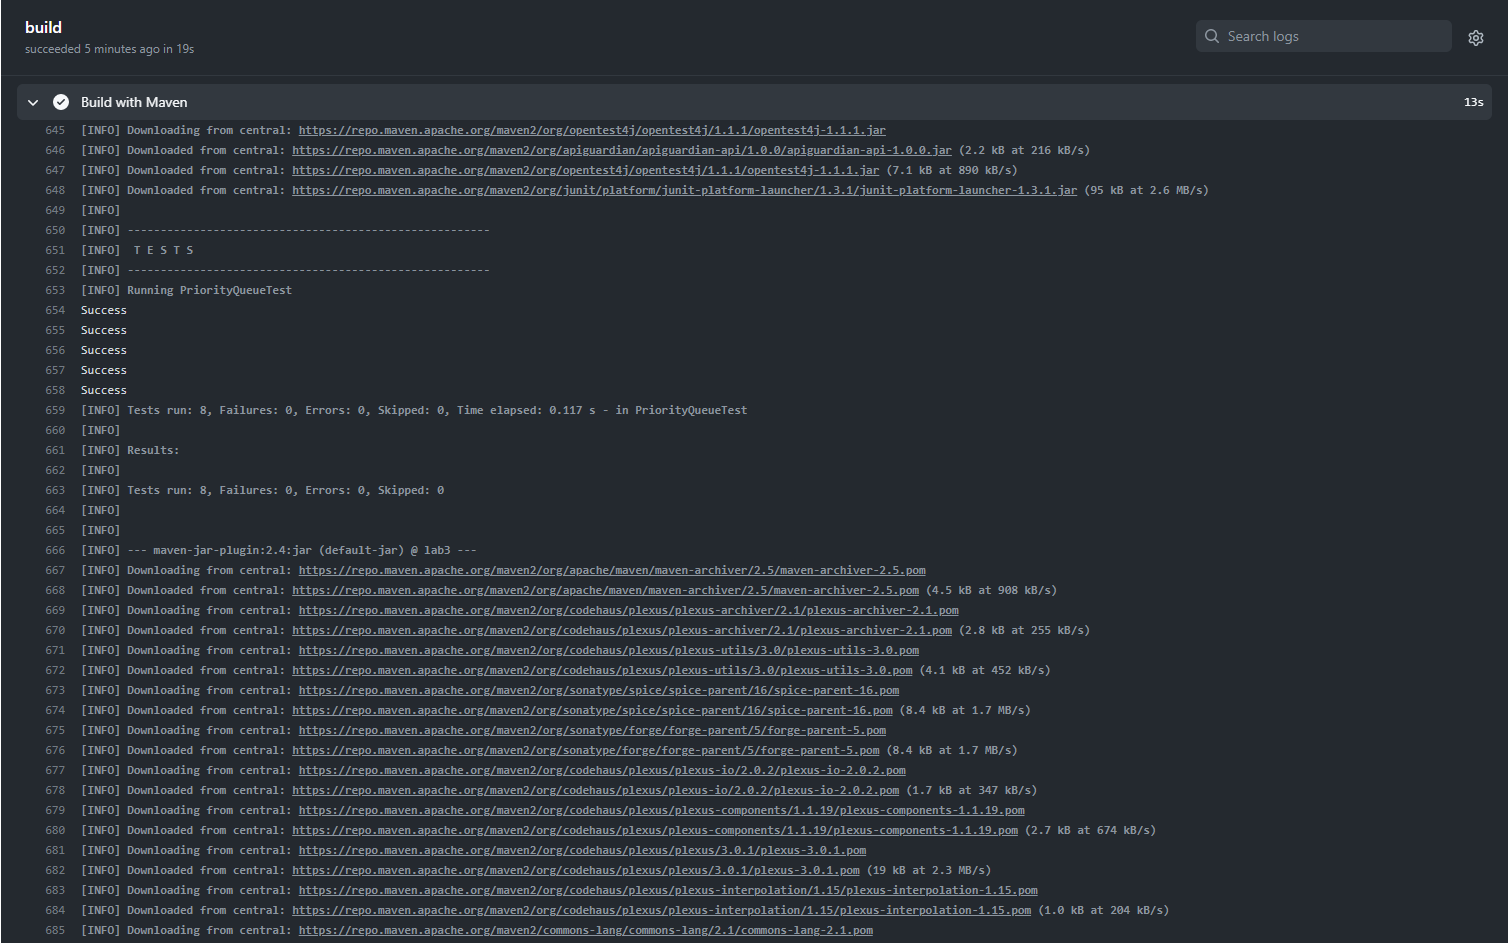 build
succeeded 5 minutes ago in 19s
Search logs
Build with Maven
13s
645 [INFO] Downloading from central: https://repo.maven.apache.org/maven2/org/opentest4j/opentest4j/1.1.1/opentest4j-1.1.1.jar
646 [INFO] Downloaded from central: https://repo.maven.apache.org/maven2/org/apiguardian/apiguardian-api/1.0.0/apiguardian-api-1.0.0.jar (2.2 kB at 216 kB/s)
647 [INFO] Downloaded from central: https://repo.maven.apache.org/maven2/org/opentest4j/opentest4j/1.1.1/opentest4j-1.1.1.jar (7.1 kB at 890 kB/s)
648 [INFO] Downloaded from central: https://repo.maven.apache.org/maven2/org/junit/platform/junit-platform-launcher/1.3.1/junit-platform-launcher-1.3.1.jar (95 kB at 2.6 MB/s)
649 [INFO]
650 [INFO] -------------------------------------------------------
651 [INFO]  T E S T S
652 [INFO] -------------------------------------------------------
653 [INFO] Running PriorityQueueTest
654 Success
655 Success
656 Success
657 Success
658 Success
659 [INFO] Tests run: 8, Failures: 0, Errors: 0, Skipped: 0, Time elapsed: 0.117 s - in PriorityQueueTest
660 [INFO]
661 [INFO] Results:
662 [INFO]
663 [INFO] Tests run: 8, Failures: 0, Errors: 0, Skipped: 0
664 [INFO]
665 [INFO]
666 [INFO] --- maven-jar-plugin:2.4:jar (default-jar) @ lab3 ---
667 [INFO] Downloading from central: https://repo.maven.apache.org/maven2/org/apache/maven/maven-archiver/2.5/maven-archiver-2.5.pom
668 [INFO] Downloaded from central: https://repo.maven.apache.org/maven2/org/apache/maven/maven-archiver/2.5/maven-archiver-2.5.pom (4.5 kB at 908 kB/s)
669 [INFO] Downloading from central: https://repo.maven.apache.org/maven2/org/codehaus/plexus/plexus-archiver/2.1/plexus-archiver-2.1.pom
670 [INFO] Downloaded from central: https://repo.maven.apache.org/maven2/org/codehaus/plexus/plexus-archiver/2.1/plexus-archiver-2.1.pom (2.8 kB at 255 kB/s)
671 [INFO] Downloading from central: https://repo.maven.apache.org/maven2/org/codehaus/plexus/plexus-utils/3.0/plexus-utils-3.0.pom
672 [INFO] Downloaded from central: https://repo.maven.apache.org/maven2/org/codehaus/plexus/plexus-utils/3.0/plexus-utils-3.0.pom (4.1 kB at 452 kB/s)
673 [INFO] Downloading from central: https://repo.maven.apache.org/maven2/org/sonatype/spice/spice-parent/16/spice-parent-16.pom
674 [INFO] Downloaded from central: https://repo.maven.apache.org/maven2/org/sonatype/spice/spice-parent/16/spice-parent-16.pom (8.4 kB at 1.7 MB/s)
675 [INFO] Downloading from central: https://repo.maven.apache.org/maven2/org/sonatype/forge/forge-parent/5/forge-parent-5.pom
676 [INFO] Downloaded from central: https://repo.maven.apache.org/maven2/org/sonatype/forge/forge-parent/5/forge-parent-5.pom (8.4 kB at 1.7 MB/s)
677 [INFO] Downloading from central: https://repo.maven.apache.org/maven2/org/codehaus/plexus/plexus-io/2.0.2/plexus-io-2.0.2.pom
678 [INFO] Downloaded from central: https://repo.maven.apache.org/maven2/org/codehaus/plexus/plexus-io/2.0.2/plexus-io-2.0.2.pom (1.7 kB at 347 kB/s)
679 [INFO] Downloading from central: https://repo.maven.apache.org/maven2/org/codehaus/plexus/plexus-components/1.1.19/plexus-components-1.1.19.pom
680 [INFO] Downloaded from central: https://repo.maven.apache.org/maven2/org/codehaus/plexus/plexus-components/1.1.19/plexus-components-1.1.19.pom (2.7 kB at 674 kB/s)
681 [INFO] Downloading from central: https://repo.maven.apache.org/maven2/org/codehaus/plexus/plexus/3.0.1/plexus-3.0.1.pom
682 [INFO] Downloaded from central: https://repo.maven.apache.org/maven2/org/codehaus/plexus/plexus/3.0.1/plexus-3.0.1.pom (19 kB at 2.3 MB/s)
683 [INFO] Downloading from central: https://repo.maven.apache.org/maven2/org/codehaus/plexus/plexus-interpolation/1.15/plexus-interpolation-1.15.pom
684 [INFO] Downloaded from central: https://repo.maven.apache.org/maven2/org/codehaus/plexus/plexus-interpolation/1.15/plexus-interpolation-1.15.pom (1.0 kB at 204 kB/s)
685 [INFO] Downloading from central: https://repo.maven.apache.org/maven2/commons-lang/commons-lang/2.1/commons-lang-2.1.pom